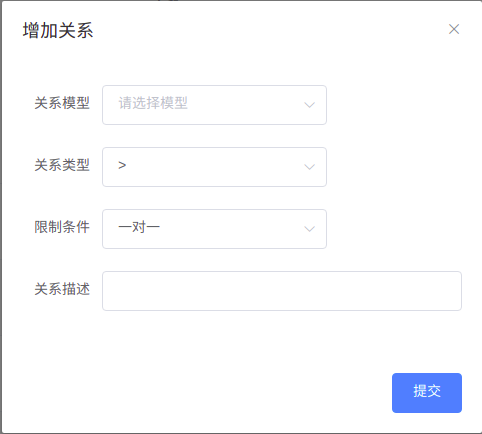 增加关系
关系模型 请选择模型
关系类型 >
限制条件 一对一
关系描述
提交